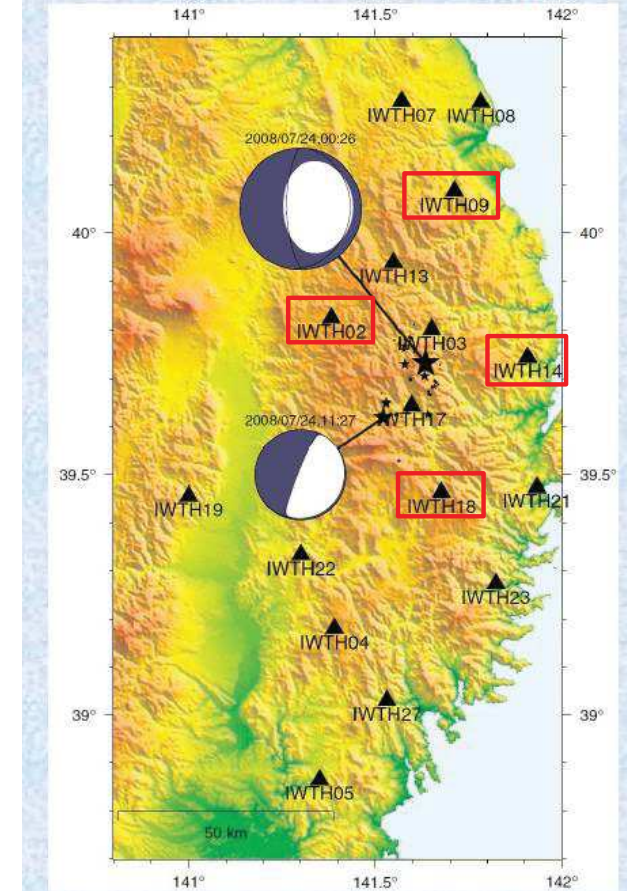 141° 141.5° 142°
IWTH07 IWTH08
2008/07/24,00:26
IWTH09
40° 40°
IWTH13
IWTH02 IWTH03
IWTH14
2008/07/24,11:27 IWTH17
39.5° 39.5°
IWTH19 IWTH18 IWTH21
IWTH22
IWTH23
IWTH04
39° 39°
IWTH27
IWTH05
50 km
141° 141.5° 142°